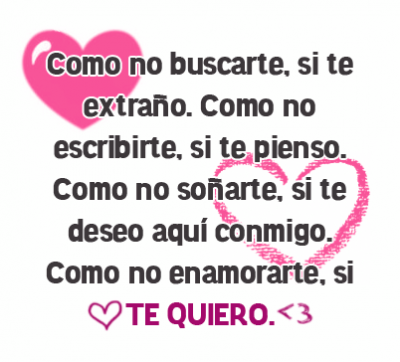 Como no buscarte, si te
extraño. Como no
escribirte, si te pienso.
Como no soñarte, si te
deseo aquí conmigo.
Como no enamorarte, si
TE QUIERO.<3